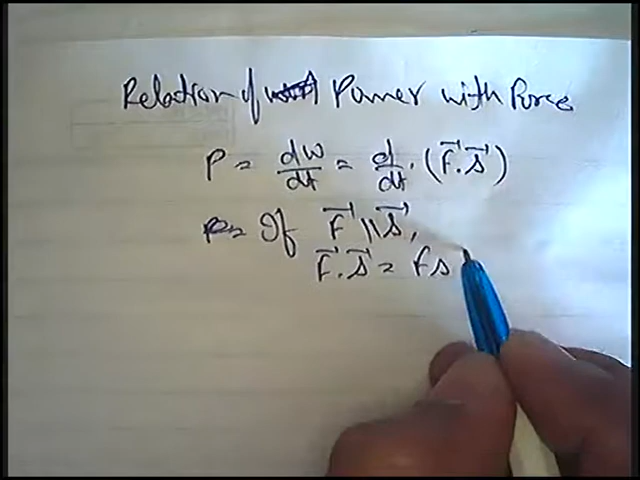 Relation of Power with Force
P = dW/dt = d/dt · (F⃗.S⃗)
P= If F⃗ || S⃗,
F⃗.S⃗ = Fs